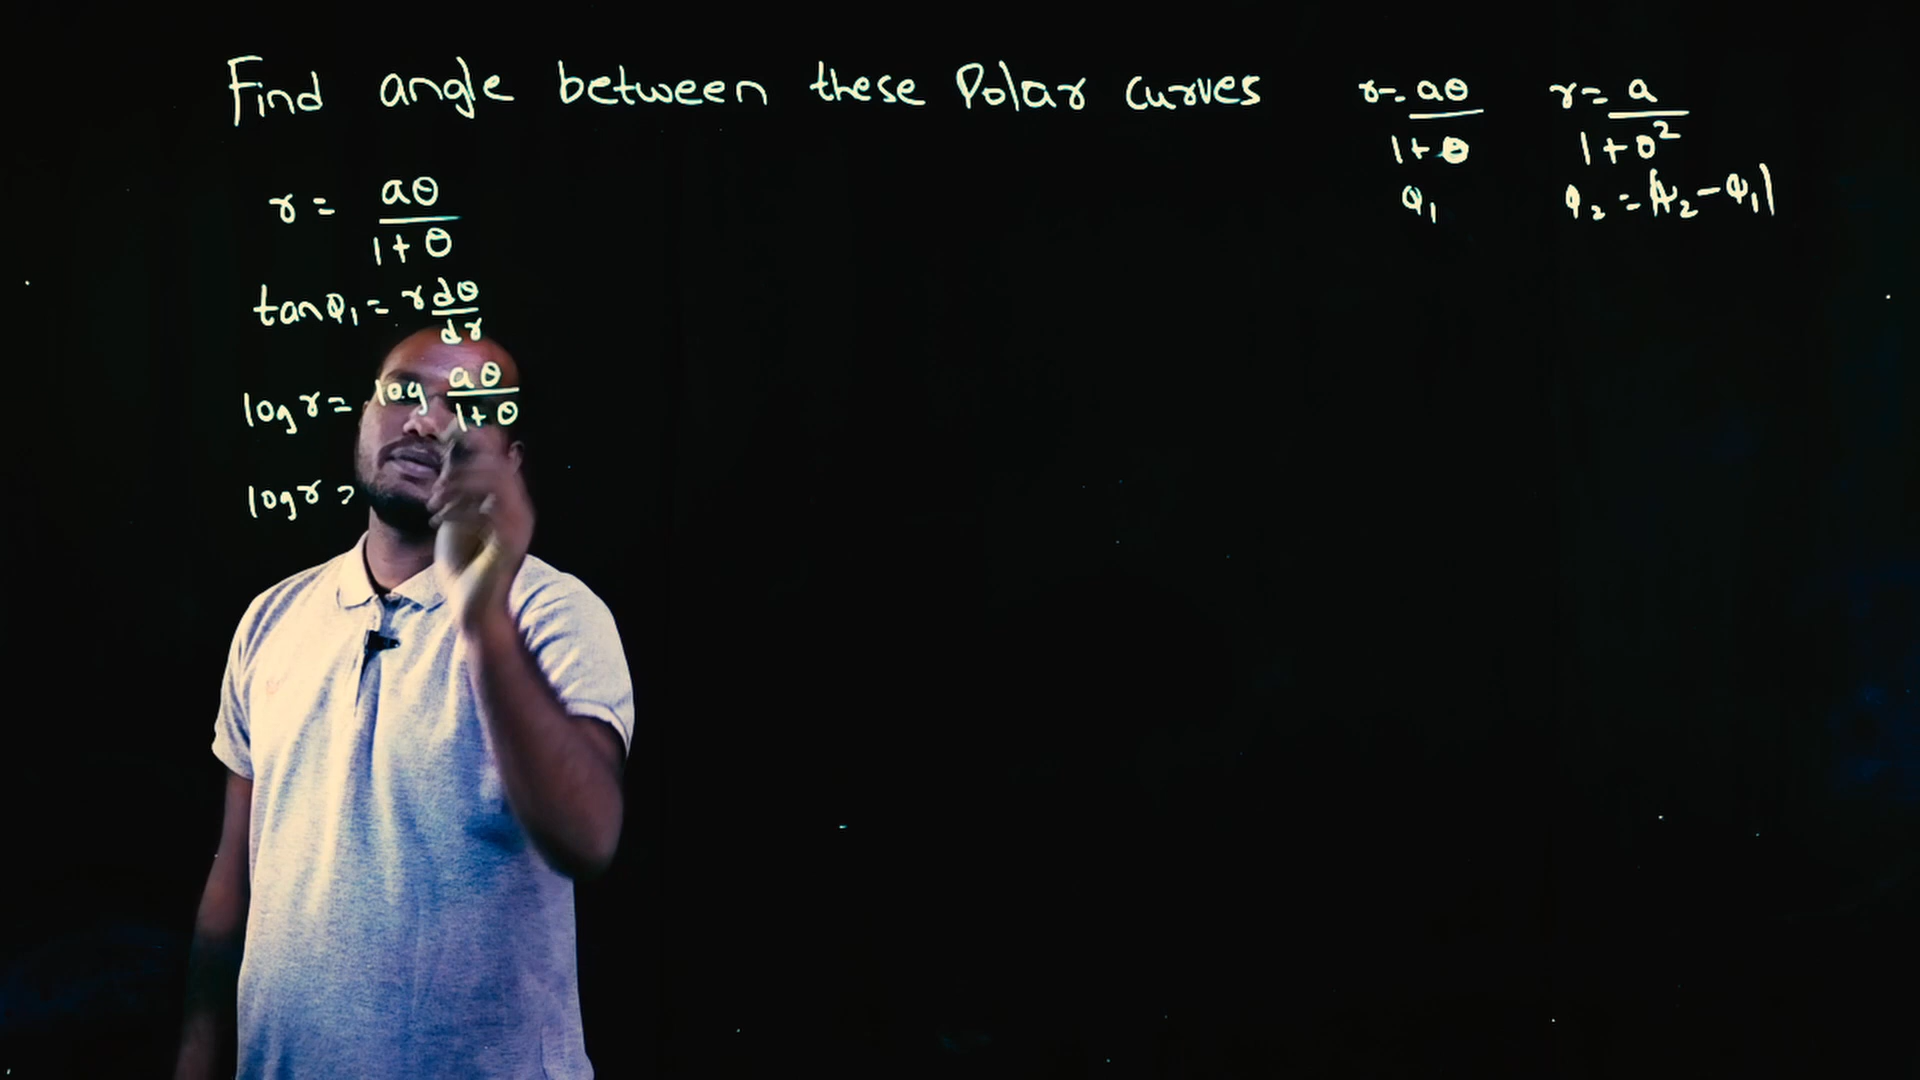 Find angle between these Polar curves r = aθ/1+θ r = a/1+θ²
φ₁ φ₂ = |φ₂ - φ₁|
r = aθ/1+θ
tanφ₁ = r dθ/dr
log r = log aθ/1+θ
log r =